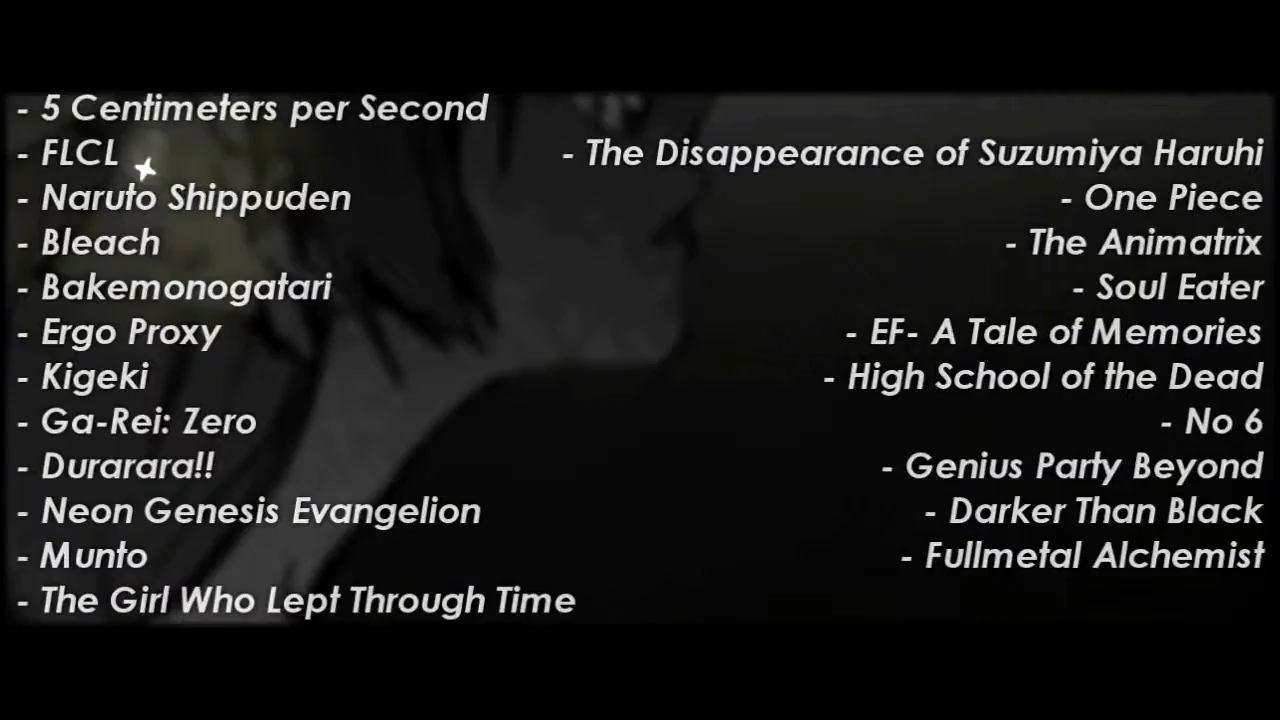 - 5 Centimeters per Second
- FLCL
- Naruto Shippuden
- Bleach
- Bakemonogatari
- Ergo Proxy
- Kigeki
- Ga-Rei: Zero
- Durarara!!
- Neon Genesis Evangelion
- Munto
- The Girl Who Lept Through Time
- The Disappearance of Suzumiya Haruhi
- One Piece
- The Animatrix
- Soul Eater
- EF- A Tale of Memories
- High School of the Dead
- No 6
- Genius Party Beyond
- Darker Than Black
- Fullmetal Alchemist